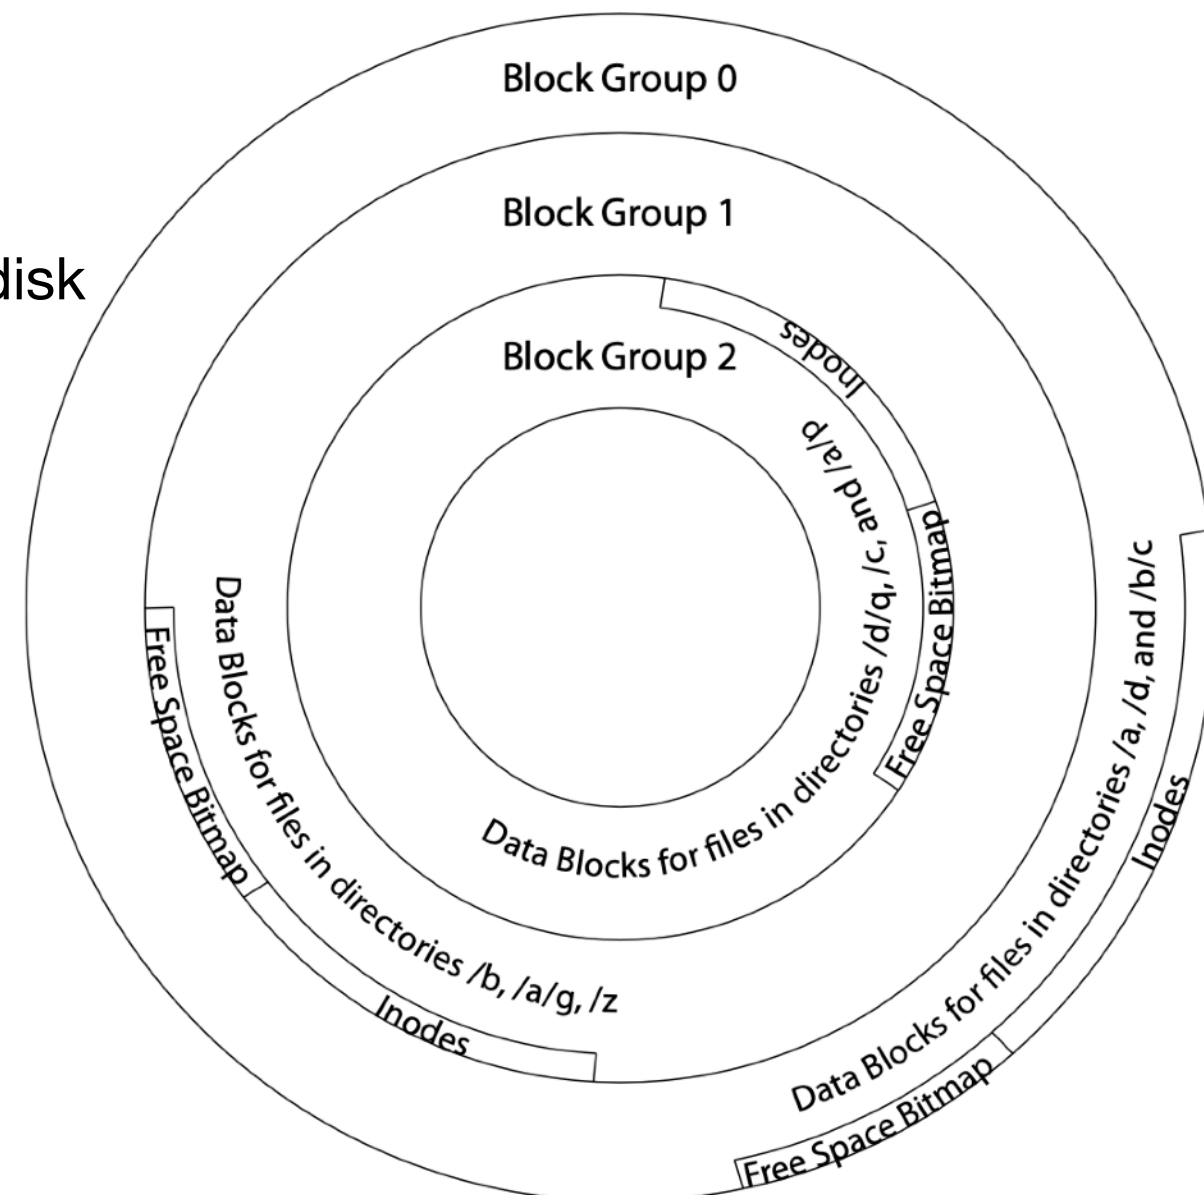 Block Group 0
Block Group 1
disk
Block Group 2
Inodes
Free Space Bitmap
Data Blocks for files in directories /d/q, /c, and /a/p
Free Space Bitmap
Inodes
Data Blocks for files in directories /b, /a/g, /z
Inodes
Free Space Bitmap
Data Blocks for files in directories /a, /d, and /b/c